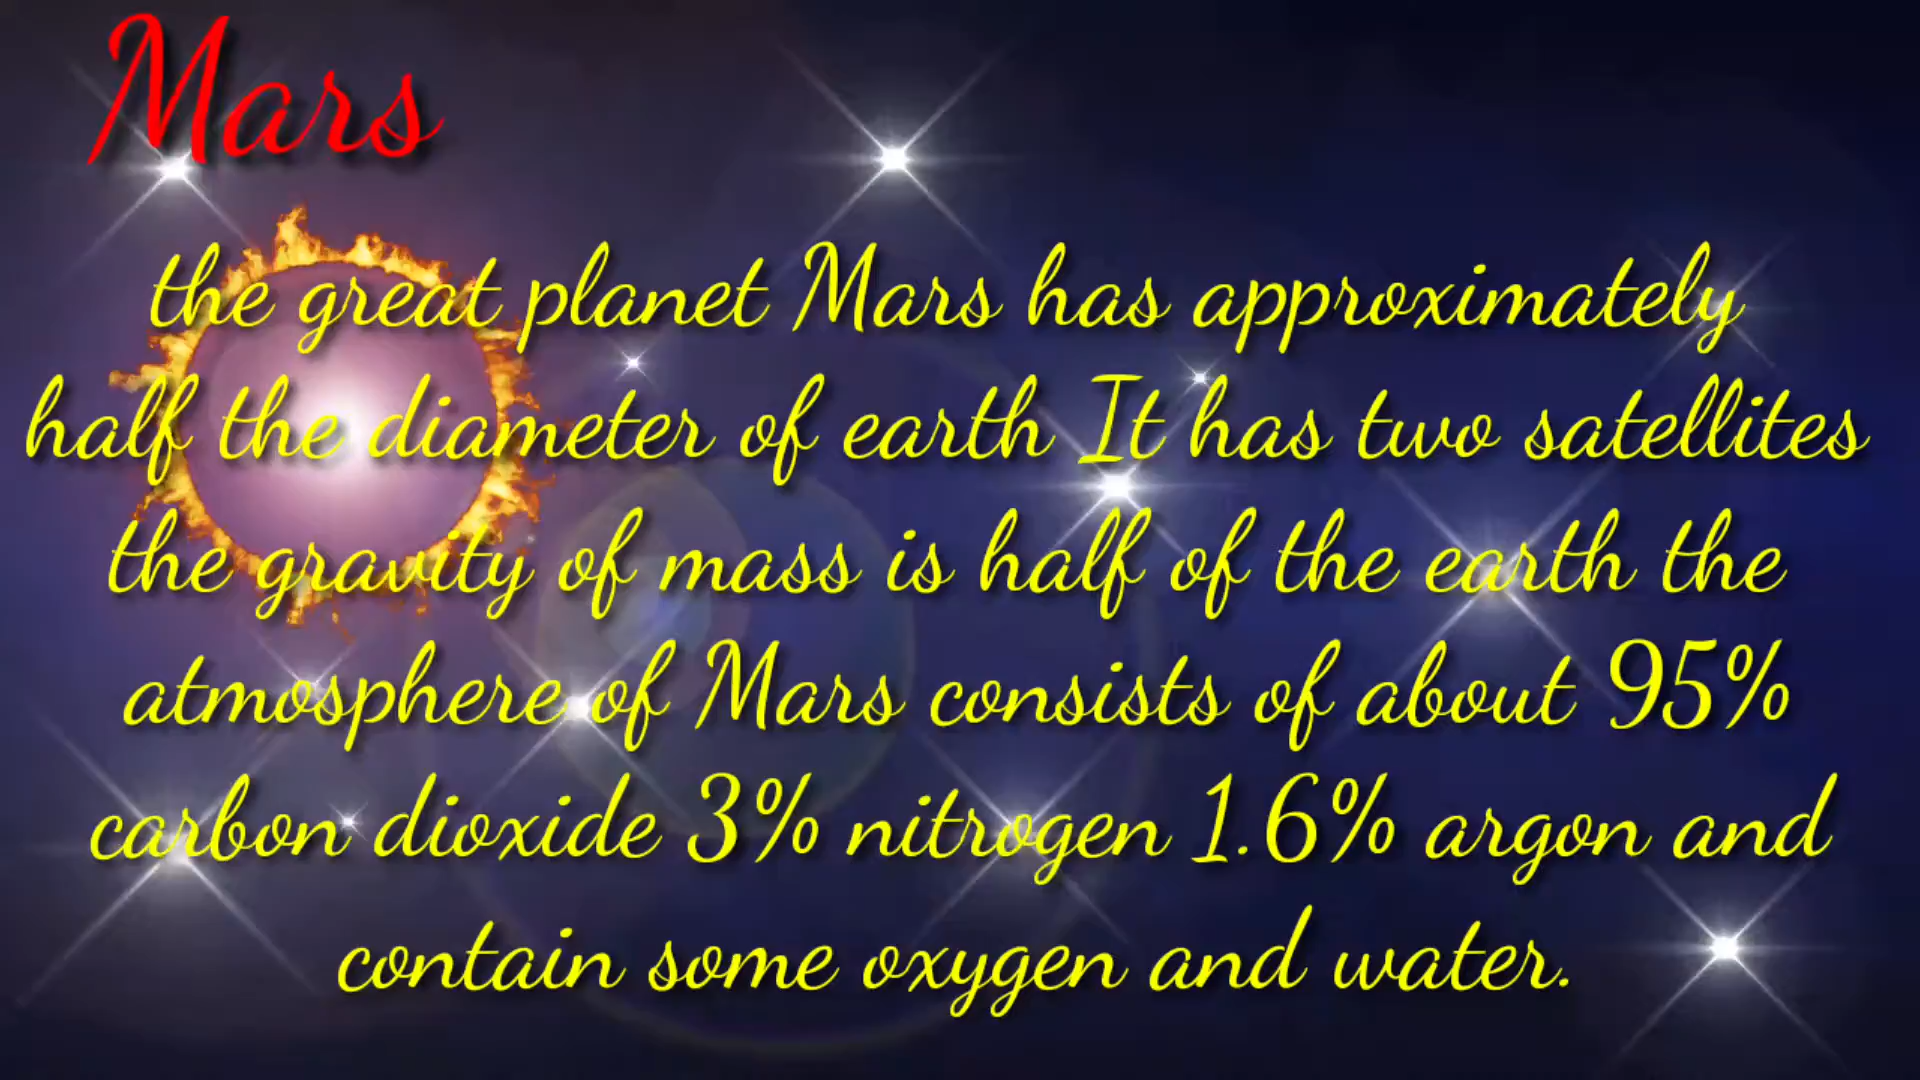 Mars
the great planet Mars has approximately
half the diameter of earth It has two satellites
the gravity of mass is half of the earth the
atmosphere of Mars consists of about 95%
carbon dioxide 3% nitrogen 1.6% argon and
contain some oxygen and water.